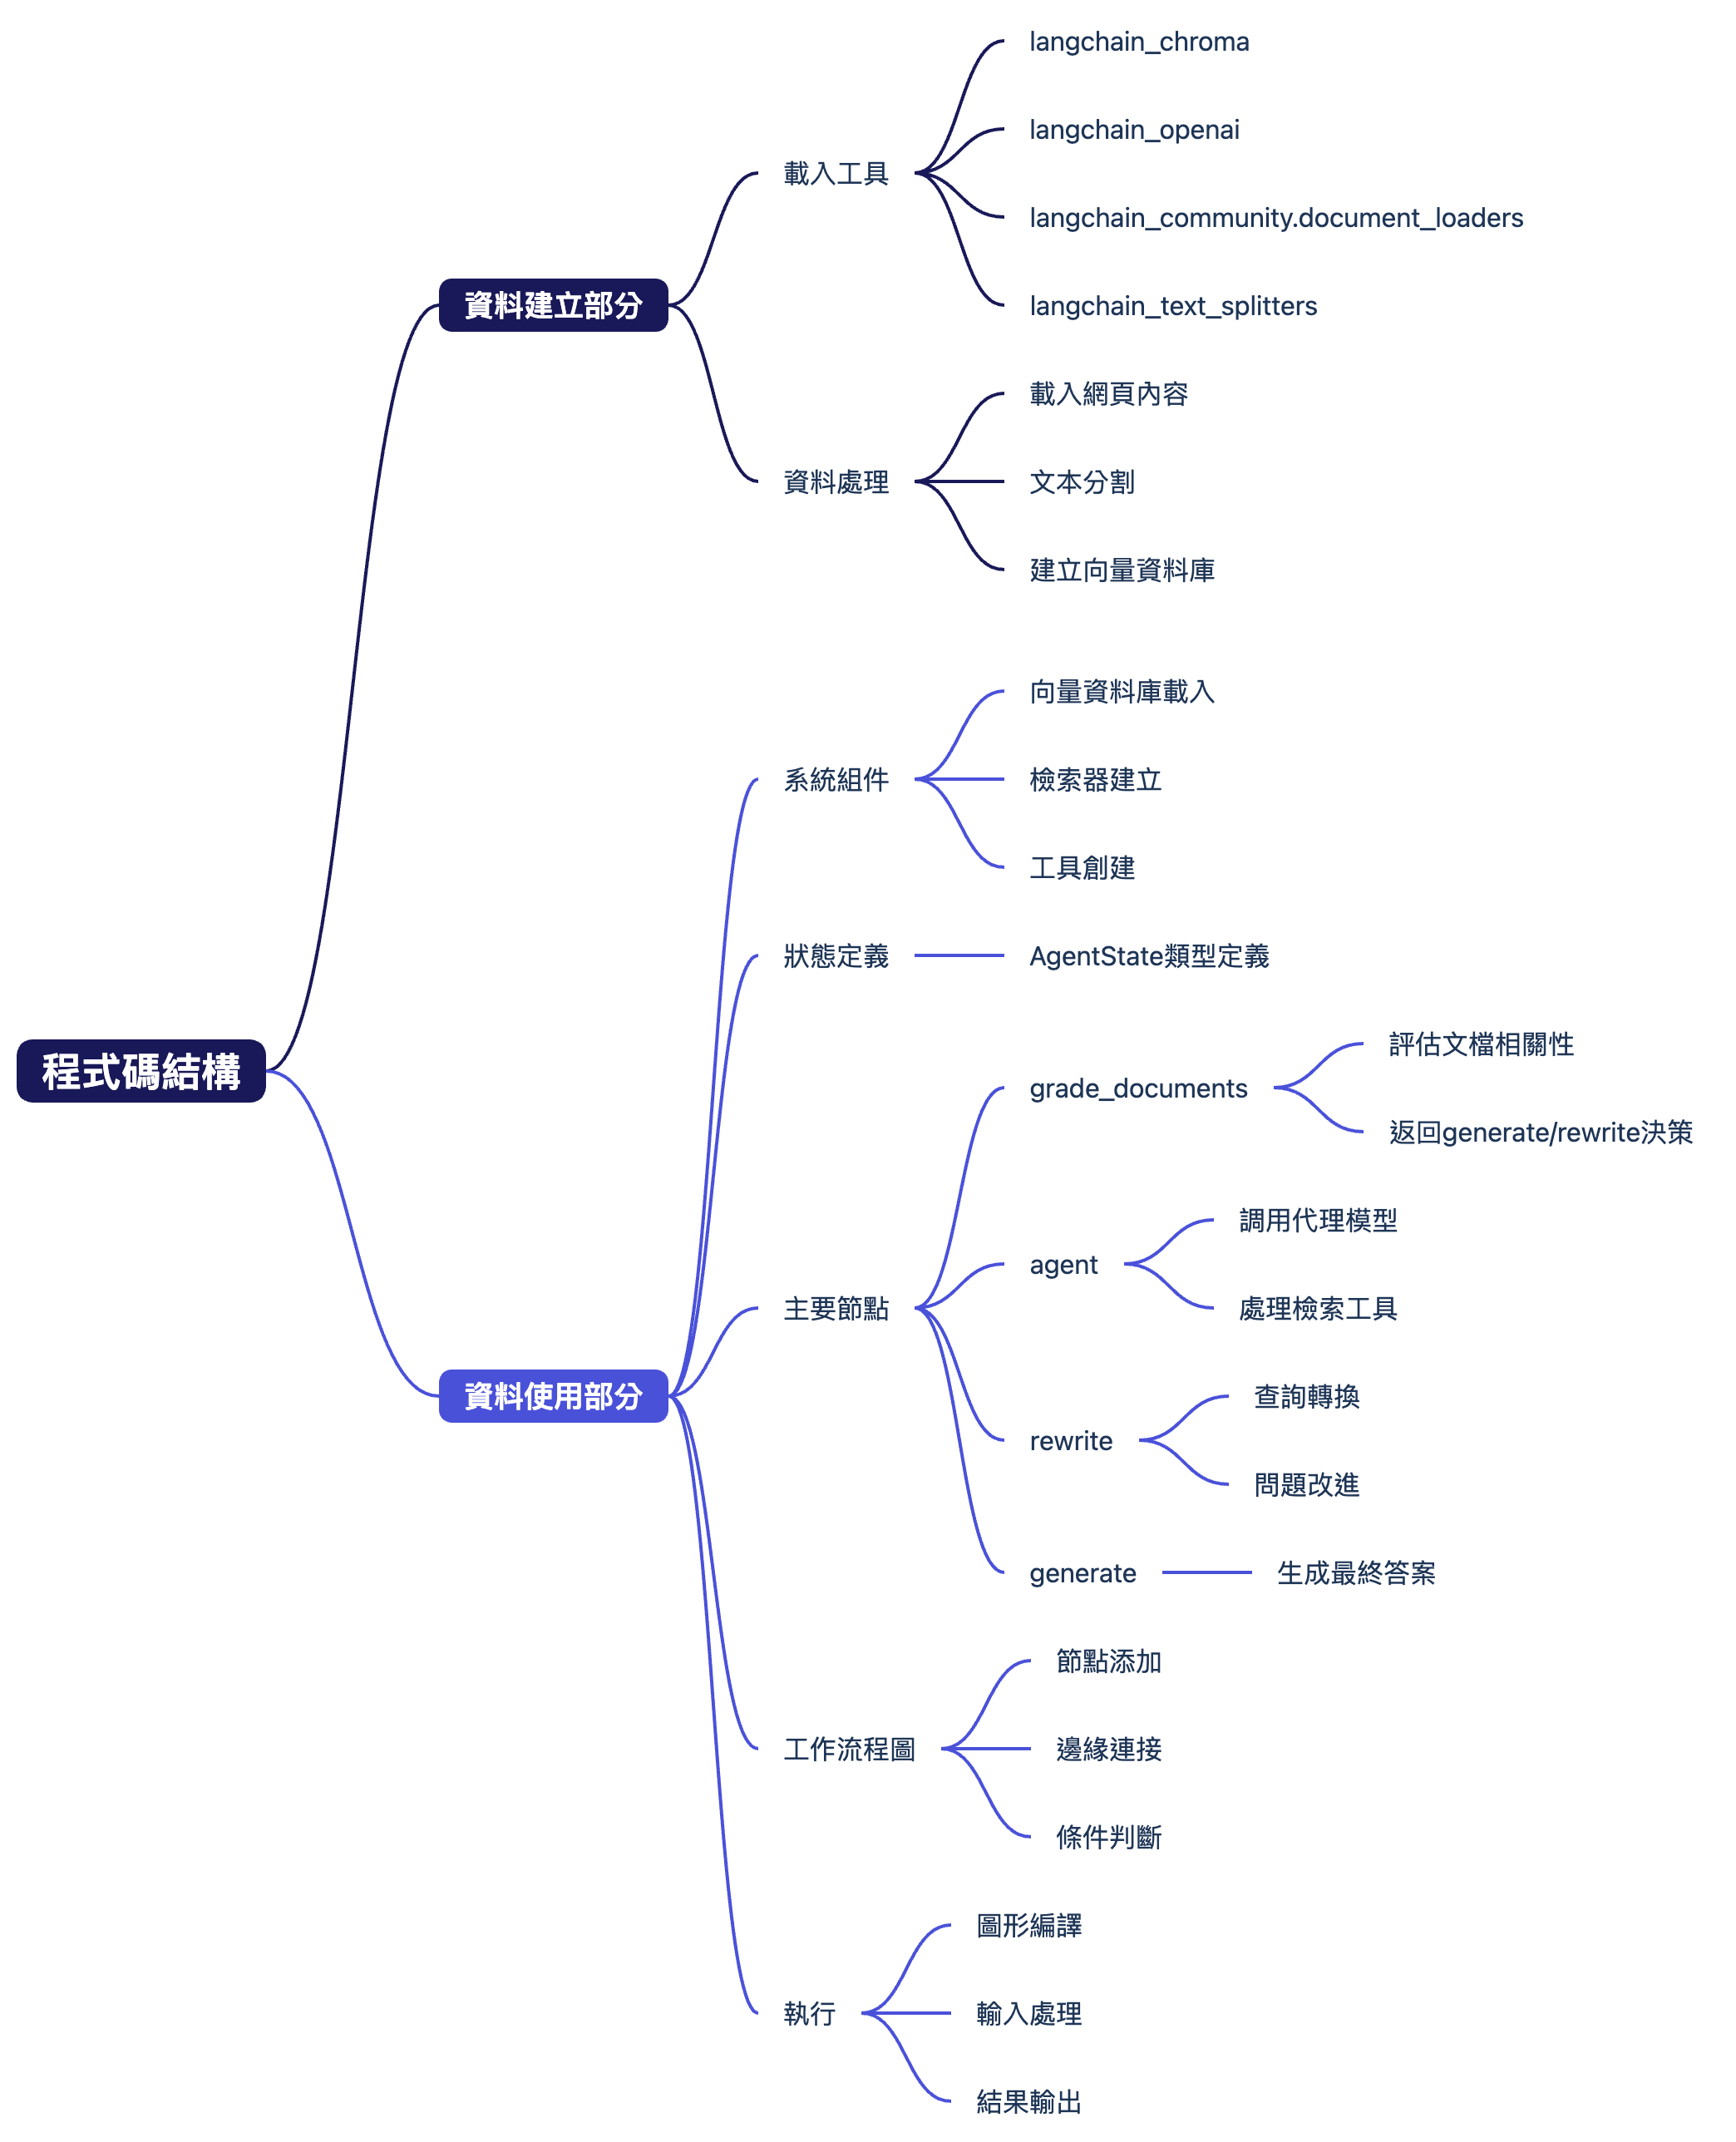 程式碼結構
資料建立部分
載入工具
langchain_chroma
langchain_openai
langchain_community.document_loaders
langchain_text_splitters
資料處理
載入網頁內容
文本分割
建立向量資料庫
資料使用部分
系統組件
向量資料庫載入
檢索器建立
工具創建
狀態定義
AgentState類型定義
主要節點
grade_documents
評估文檔相關性
返回generate/rewrite決策
agent
調用代理模型
處理檢索工具
rewrite
查詢轉換
問題改進
generate
生成最終答案
工作流程圖
節點添加
邊緣連接
條件判斷
執行
圖形編譯
輸入處理
結果輸出